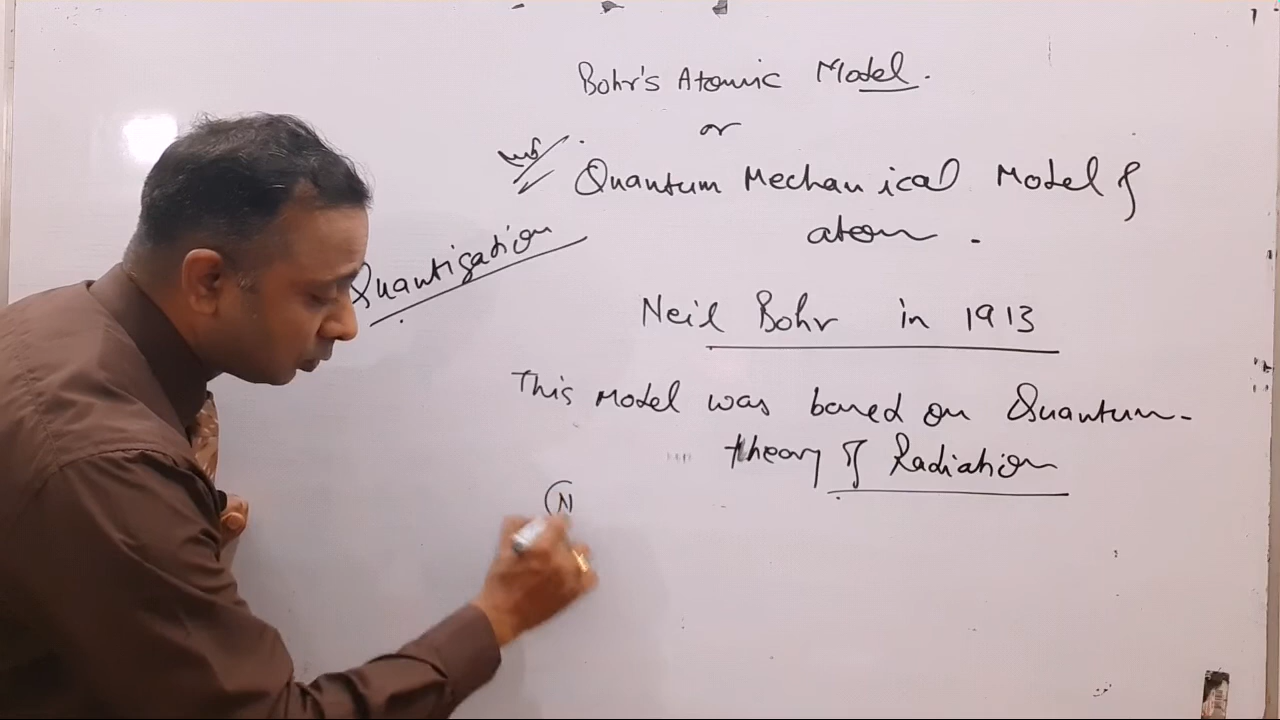 Bohr's Atomic Model.
or
Quantum Mechanical Model of
atom.
Quantization
Neil Bohr in 1913
This Model was based on Quantum-
theory of Radiation
N